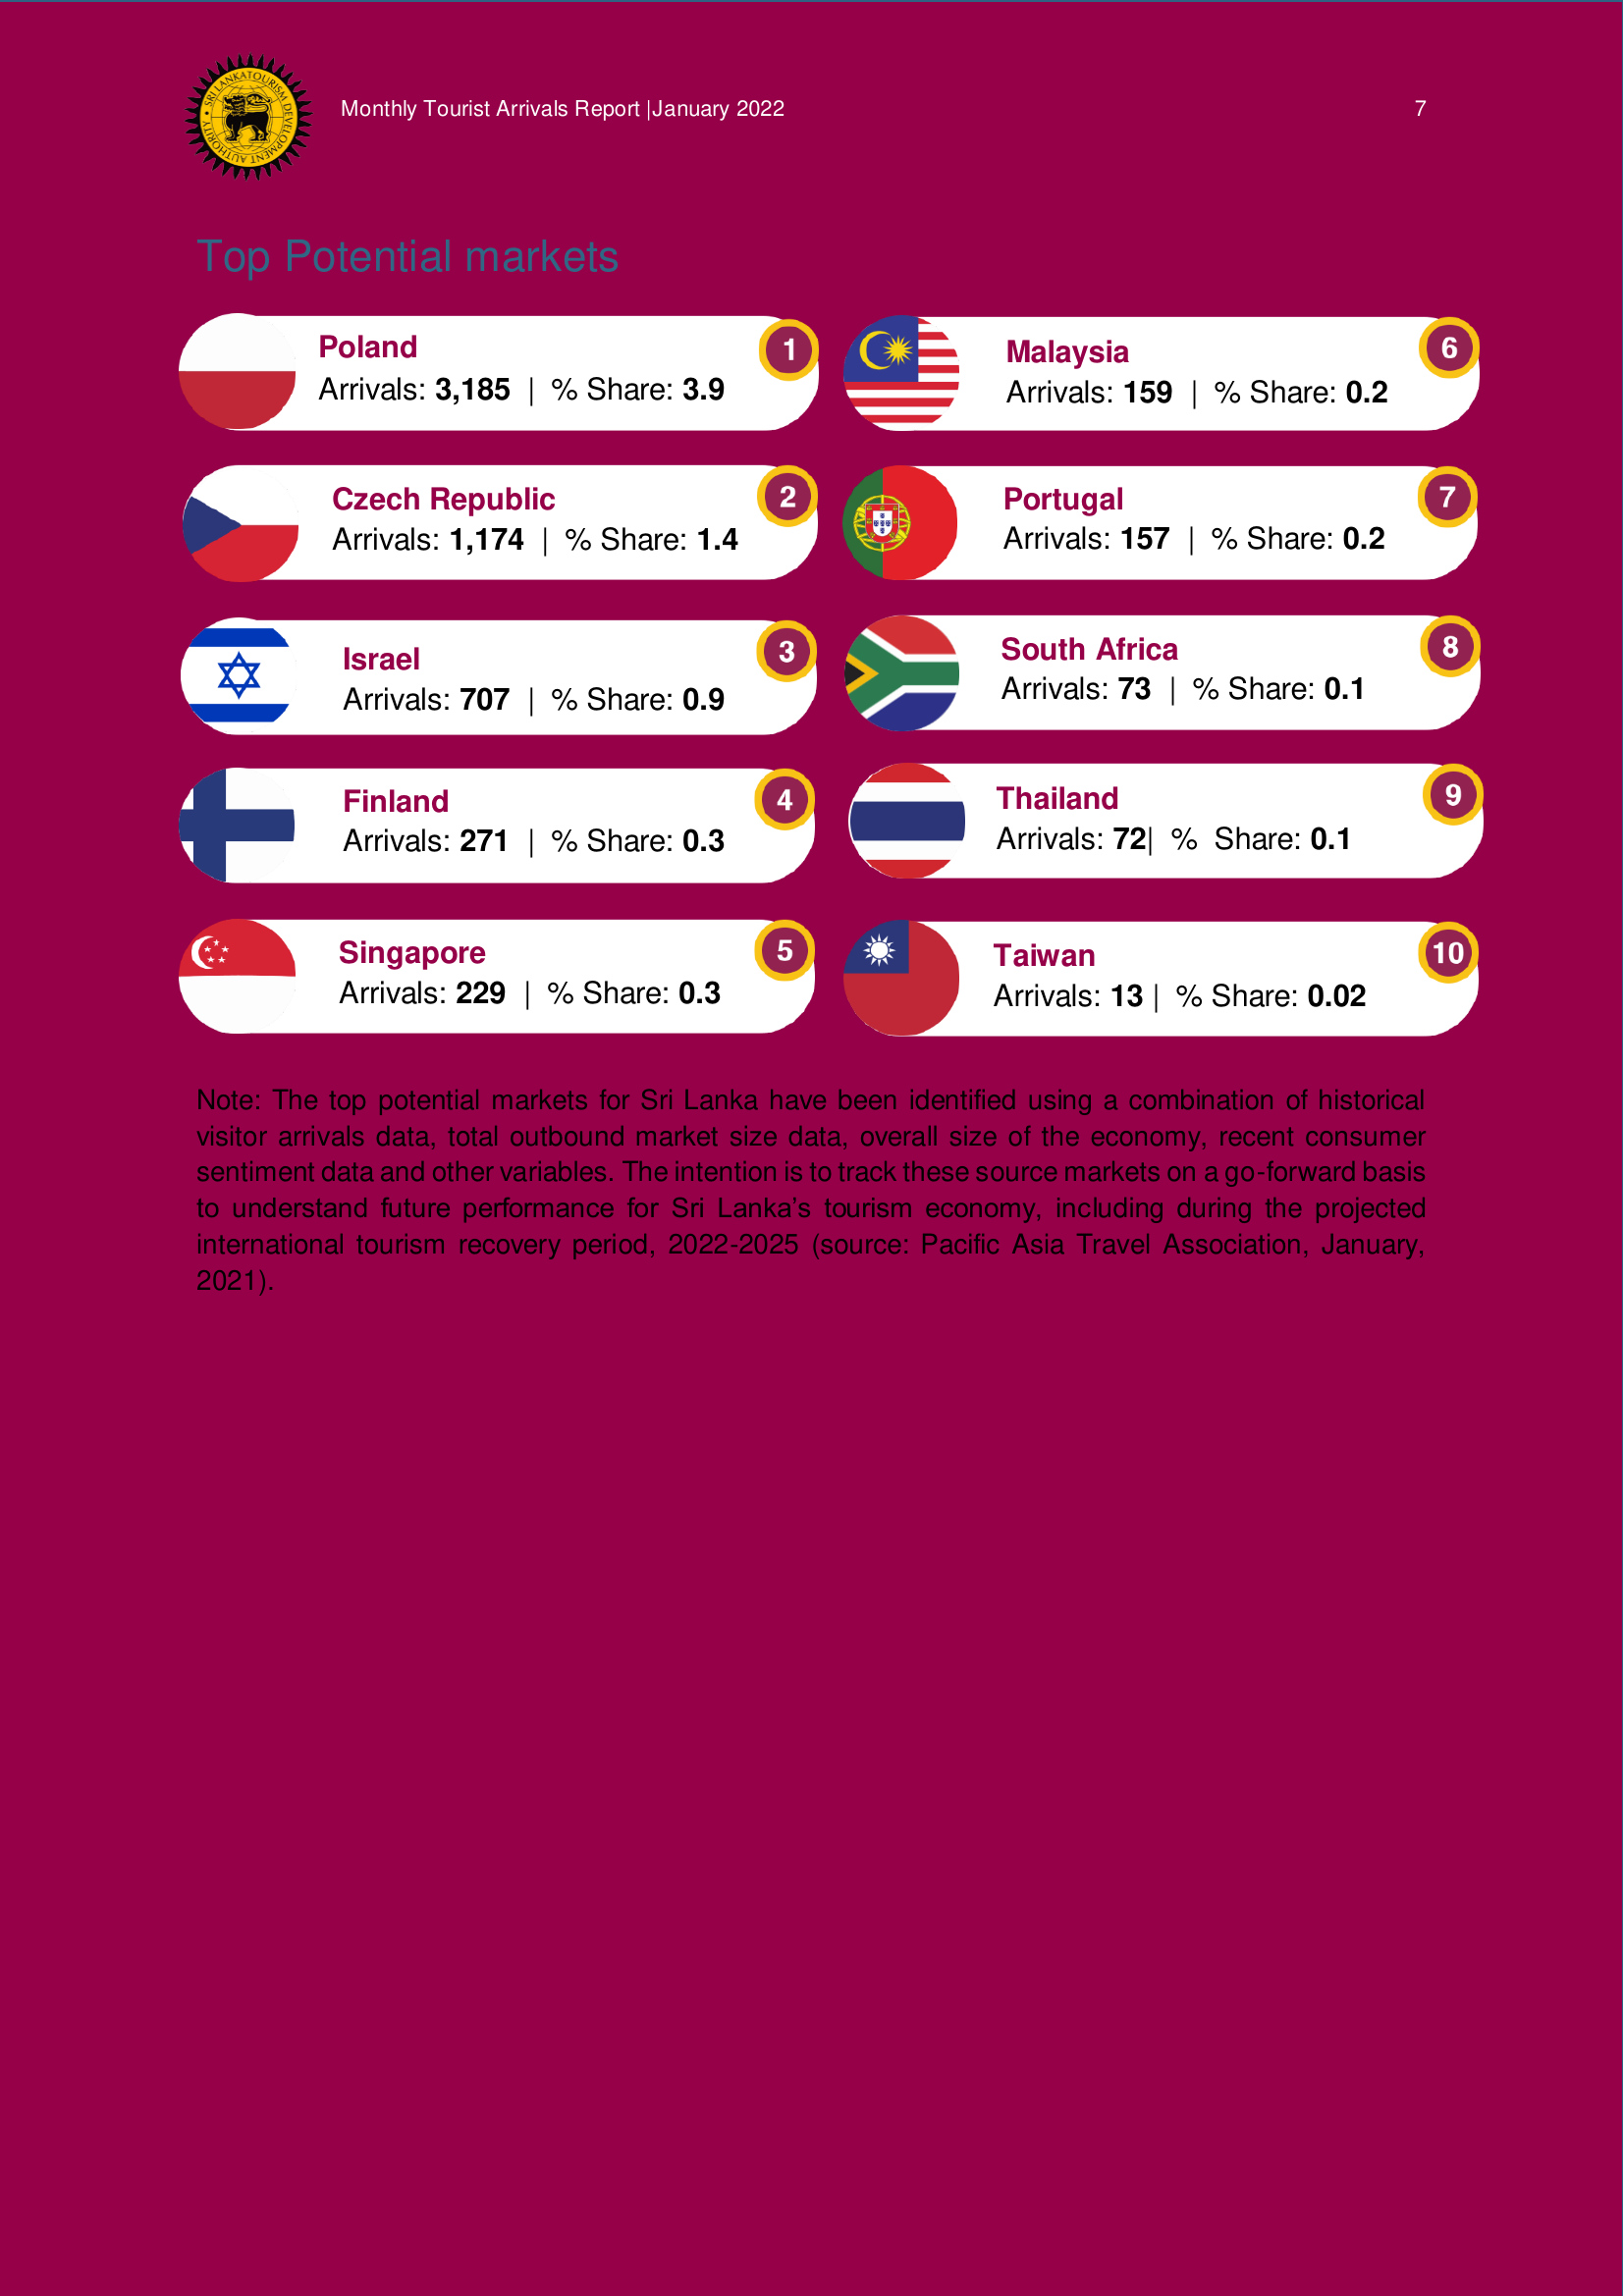 SRI LANKA TOURISM DEVELOPMENT AUTHORITY
Monthly Tourist Arrivals Report |January 2022
7
Top Potential markets
Poland
Arrivals: 3,185 | % Share: 3.9
1
Czech Republic
Arrivals: 1,174 | % Share: 1.4
2
Israel
Arrivals: 707 | % Share: 0.9
3
Finland
Arrivals: 271 | % Share: 0.3
4
Singapore
Arrivals: 229 | % Share: 0.3
5
Malaysia
Arrivals: 159 | % Share: 0.2
6
Portugal
Arrivals: 157 | % Share: 0.2
7
South Africa
Arrivals: 73 | % Share: 0.1
8
Thailand
Arrivals: 72| % Share: 0.1
9
Taiwan
Arrivals: 13 | % Share: 0.02
10
Note: The top potential markets for Sri Lanka have been identified using a combination of historical
visitor arrivals data, total outbound market size data, overall size of the economy, recent consumer
sentiment data and other variables. The intention is to track these source markets on a go-forward basis
to understand future performance for Sri Lanka's tourism economy, including during the projected
international tourism recovery period, 2022-2025 (source: Pacific Asia Travel Association, January,
2021).